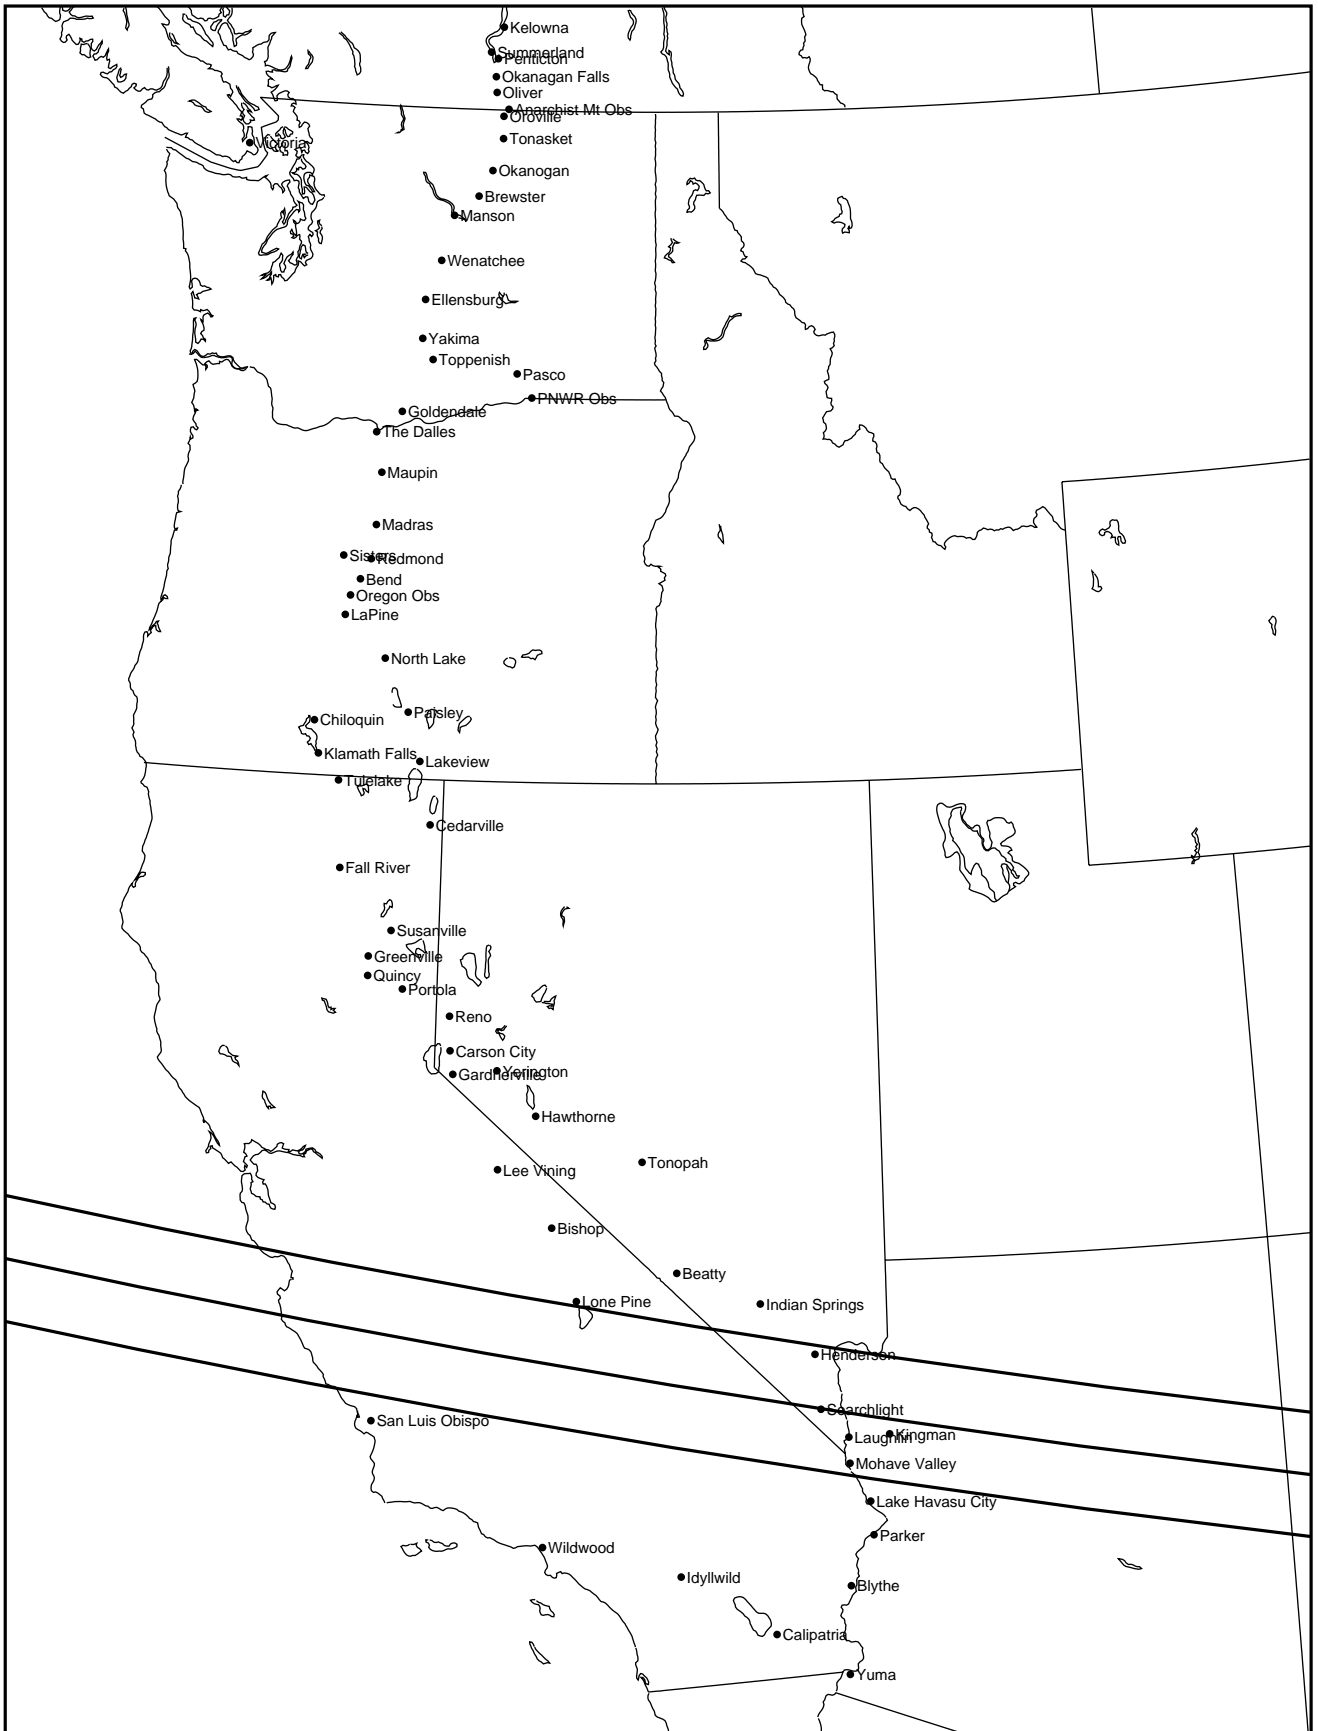 Kelowna
Summerland
Penticton
Okanagan Falls
Oliver
Anarchist Mt Obs
Oroville
Tonasket
Victoria
Okanogan
Brewster
Manson
Wenatchee
Ellensburg
Yakima
Toppenish
Pasco
PNWR Obs
Goldendale
The Dalles
Maupin
Madras
Sisters
Redmond
Bend
Oregon Obs
LaPine
North Lake
Paisley
Chiloquin
Klamath Falls
Lakeview
Tulelake
Cedarville
Fall River
Susanville
Greenville
Quincy
Portola
Reno
Carson City
Yerington
Gardnerville
Hawthorne
Tonopah
Lee Vining
Bishop
Beatty
Lone Pine
Indian Springs
Henderson
Searchlight
San Luis Obispo
Kingman
Laughlin
Mohave Valley
Lake Havasu City
Parker
Wildwood
Idyllwild
Blythe
Calipatria
Yuma